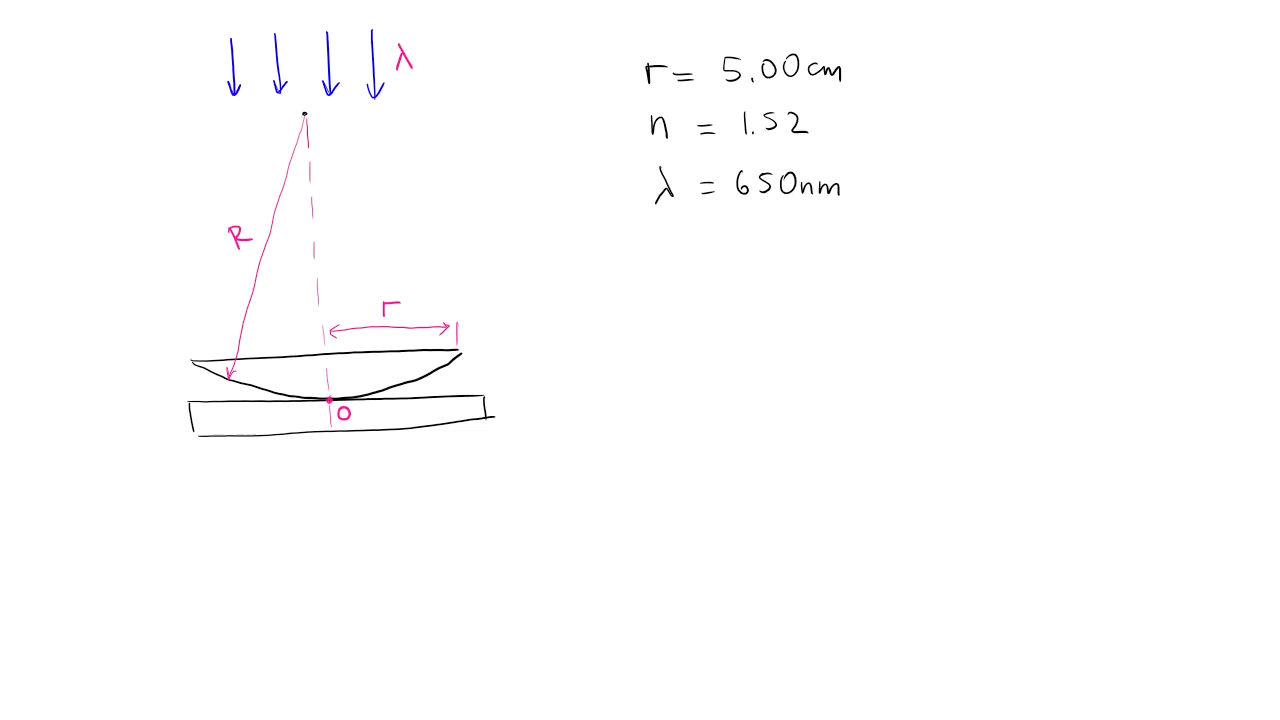 λ
R
r
O
r = 5.00cm
n = 1.52
λ = 650nm